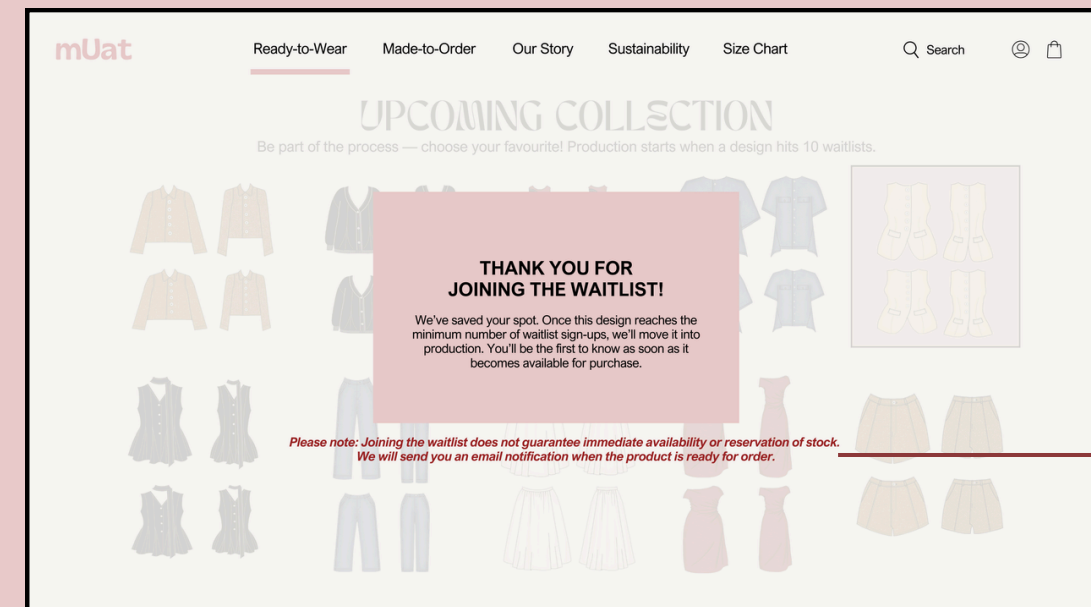 mUat
Ready-to-Wear
Made-to-Order
Our Story
Sustainability
Size Chart
Search
UPCOMING COLLECTION
Be part of the process — choose your favourite! Production starts when a design hits 10 waitlists.
THANK YOU FOR
JOINING THE WAITLIST!
We’ve saved your spot. Once this design reaches the
minimum number of waitlist sign-ups, we’ll move it into
production. You’ll be the first to know as soon as it
becomes available for purchase.
Please note: Joining the waitlist does not guarantee immediate availability or reservation of stock.
We will send you an email notification when the product is ready for order.